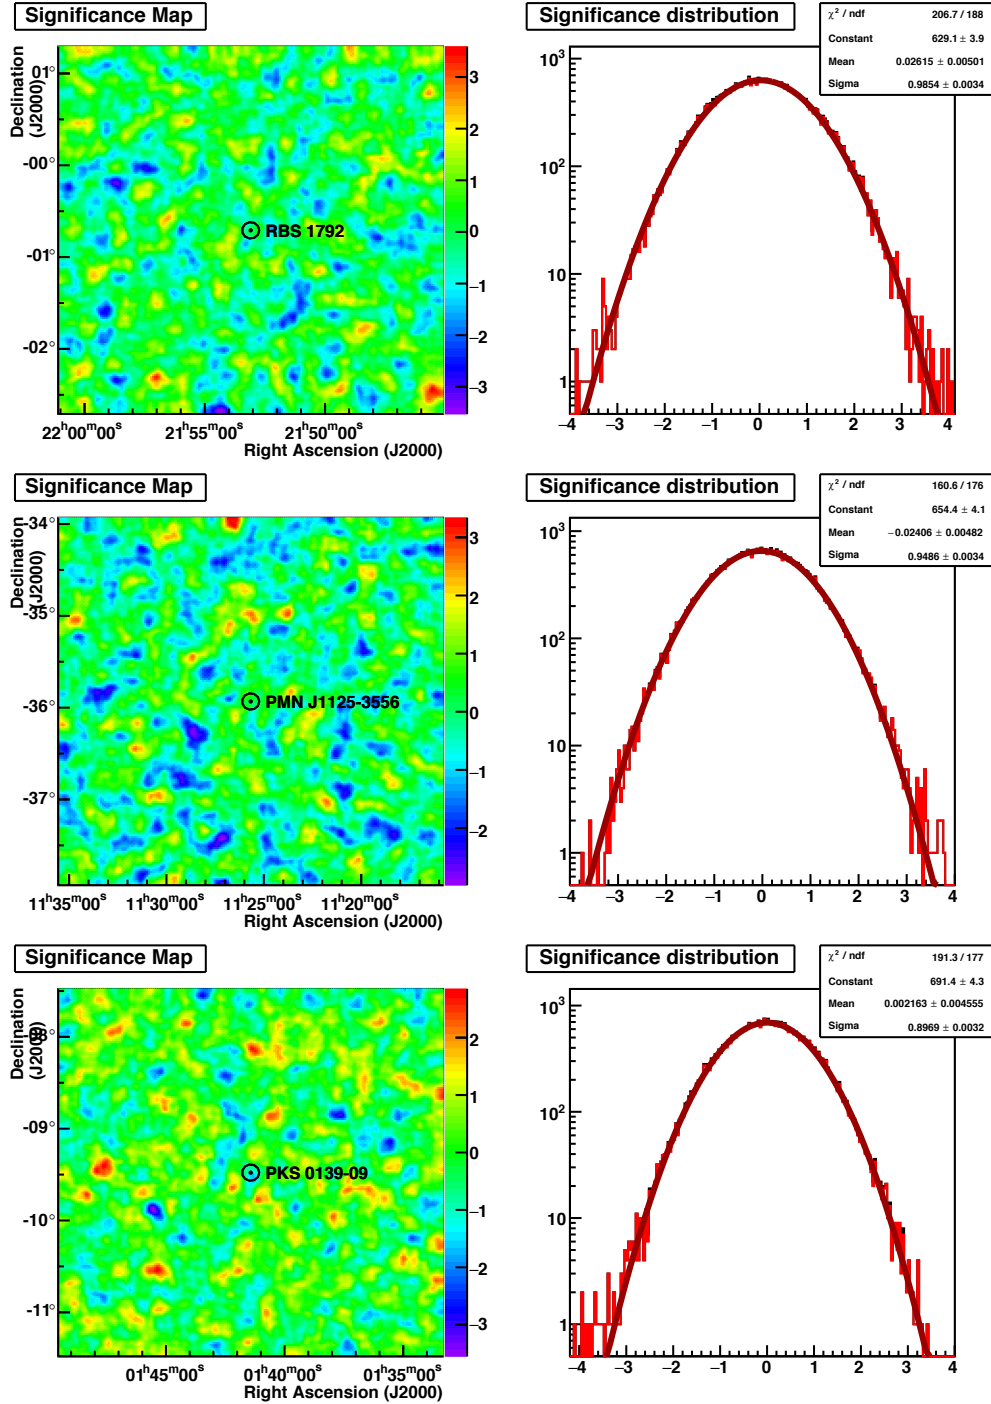 Significance Map
Declination (J2000)
01°
-00°
-01°
-02°
RBS 1792
22h00m00s 21h55m00s 21h50m00s
Right Ascension (J2000)
3
2
1
0
−1
−2
−3
Significance distribution
χ² / ndf 206.7 / 188
Constant 629.1 ± 3.9
Mean 0.02615 ± 0.00501
Sigma 0.9854 ± 0.0034
10³
10²
10
1
−4 −3 −2 −1 0 1 2 3 4
Significance Map
Declination (J2000)
-34°
-35°
-36°
-37°
PMN J1125-3556
11h35m00s 11h30m00s 11h25m00s 11h20m00s
Right Ascension (J2000)
3
2
1
0
−1
−2
Significance distribution
χ² / ndf 160.6 / 176
Constant 654.4 ± 4.1
Mean −0.02406 ± 0.00482
Sigma 0.9486 ± 0.0034
10³
10²
10
1
−4 −3 −2 −1 0 1 2 3 4
Significance Map
Declination (J2000)
-08°
-09°
-10°
-11°
PKS 0139-09
01h45m00s 01h40m00s 01h35m00s
Right Ascension (J2000)
2
1
0
−1
−2
−3
Significance distribution
χ² / ndf 191.3 / 177
Constant 691.4 ± 4.3
Mean 0.002163 ± 0.004555
Sigma 0.8969 ± 0.0032
10³
10²
10
1
−4 −3 −2 −1 0 1 2 3 4